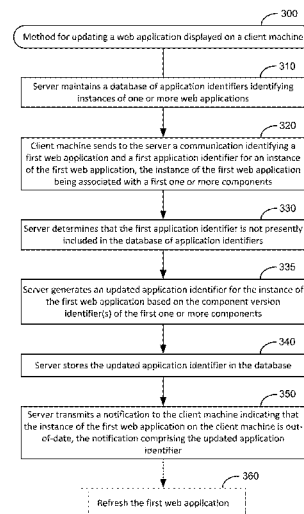 300
Method for updating a web application displayed on a client machine
310
Server maintains a database of application identifiers identifying
instances of one or more web applications
320
Client machine sends to the server a communication identifying a
first web application and a first application identifier for an instance
of the first web application, the instance of the first web application
being associated with a first one or more components
330
Server determines that the first application identifier is not presently
included in the database of application identifiers
335
Server generates an updated application identifier for the instance of
the first web application based on the component version
identifier(s) of the first one or more components
340
Server stores the updated application identifier in the database
350
Server transmits a notification to the client machine indicating that
the instance of the first web application on the client machine is out-
of-date, the notification comprising the updated application
identifier
360
Refresh the first web application